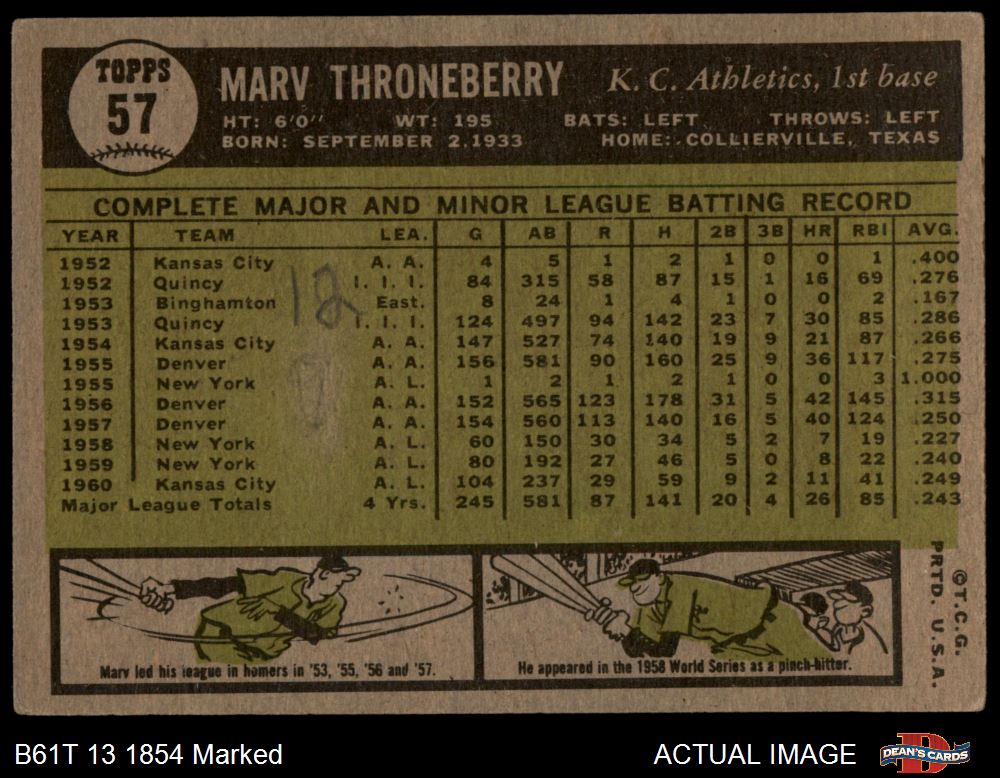 TOPPS
57
MARV THRONEBERRY
K. C. Athletics, 1st base
HT: 6'0" WT: 195 BATS: LEFT THROWS: LEFT
BORN: SEPTEMBER 2, 1933 HOME: COLLIERVILLE, TEXAS
COMPLETE MAJOR AND MINOR LEAGUE BATTING RECORD
YEAR TEAM LEA. G AB R H 2B 3B HR RBI AVG.
1952 Kansas City A. A. 4 5 1 2 1 0 0 1 .400
1952 Quincy I. I. I. 84 315 58 87 15 1 16 69 .276
1953 Binghamton East. 8 24 1 4 1 0 0 2 .167
12
1953 Quincy I. I. I. 124 497 94 142 23 7 30 85 .286
1954 Kansas City A. A. 147 527 74 140 19 9 21 87 .266
1955 Denver A. A. 156 581 90 160 25 9 36 117 .275
1955 New York A. L. 1 2 1 2 1 0 0 3 1.000
1956 Denver A. A. 152 565 123 178 31 5 42 145 .315
1957 Denver A. A. 154 560 113 140 16 5 40 124 .250
1958 New York A. L. 60 150 30 34 5 2 7 19 .227
1959 New York A. L. 80 192 27 46 5 0 8 22 .240
1960 Kansas City A. L. 104 237 29 59 9 2 11 41 .249
Major League Totals 4 Yrs. 245 581 87 141 20 4 26 85 .243
Marv led his league in homers in '53, '55, '56 and '57.
He appeared in the 1958 World Series as a pinch-hitter.
©T.C.G.
PRTD. U.S.A.
B61T 13 1854 Marked
ACTUAL IMAGE
DEAN'S CARDS